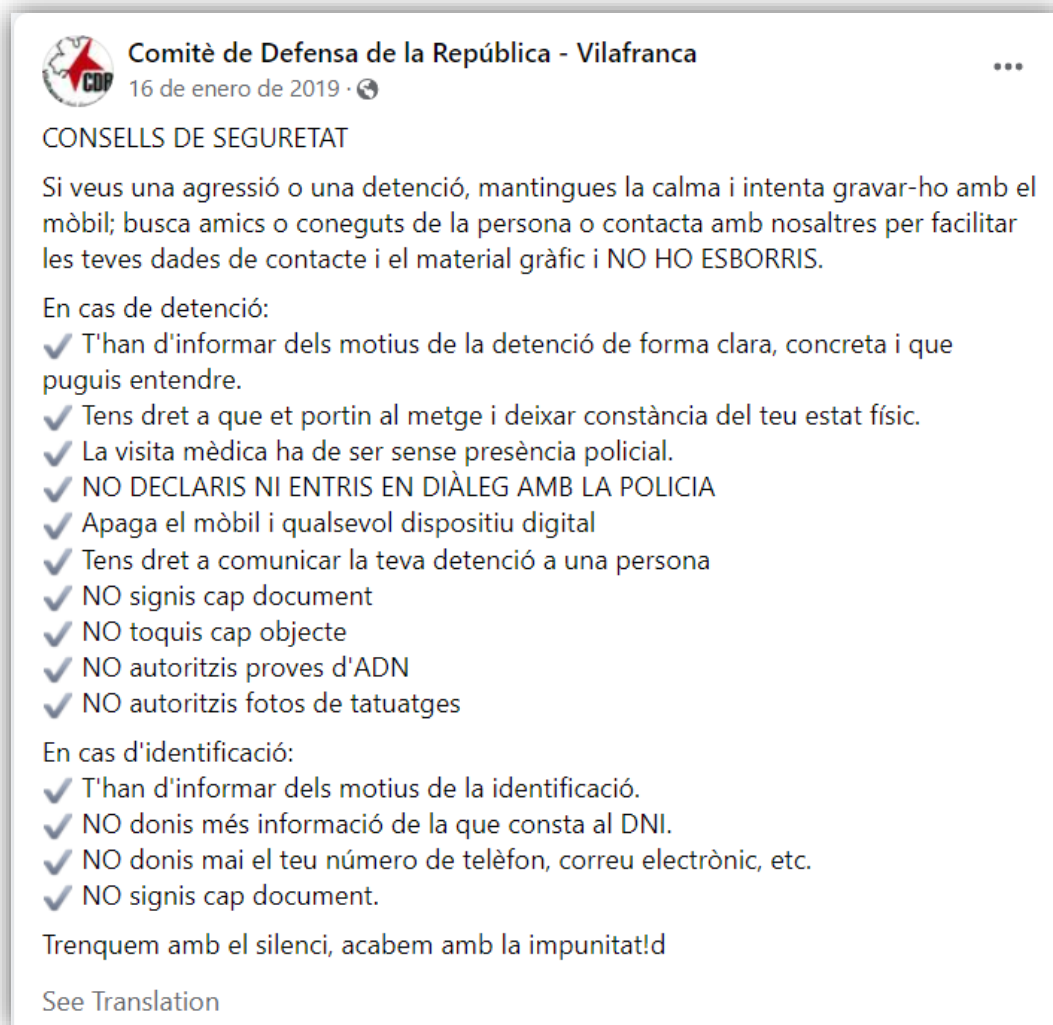 CDR
Comitè de Defensa de la República - Vilafranca
16 de enero de 2019 ·
CONSELLS DE SEGURETAT
Si veus una agressió o una detenció, mantingues la calma i intenta gravar-ho amb el
mòbil; busca amics o coneguts de la persona o contacta amb nosaltres per facilitar
les teves dades de contacte i el material gràfic i NO HO ESBORRIS.
En cas de detenció:
✔ T'han d'informar dels motius de la detenció de forma clara, concreta i que
puguis entendre.
✔ Tens dret a que et portin al metge i deixar constància del teu estat físic.
✔ La visita mèdica ha de ser sense presència policial.
✔ NO DECLARIS NI ENTRIS EN DIÀLEG AMB LA POLICIA
✔ Apaga el mòbil i qualsevol dispositiu digital
✔ Tens dret a comunicar la teva detenció a una persona
✔ NO signis cap document
✔ NO toquis cap objecte
✔ NO autoritzis proves d'ADN
✔ NO autoritzis fotos de tatuatges
En cas d'identificació:
✔ T'han d'informar dels motius de la identificació.
✔ NO donis més informació de la que consta al DNI.
✔ NO donis mai el teu número de telèfon, correu electrònic, etc.
✔ NO signis cap document.
Trenquem amb el silenci, acabem amb la impunitat!d
See Translation